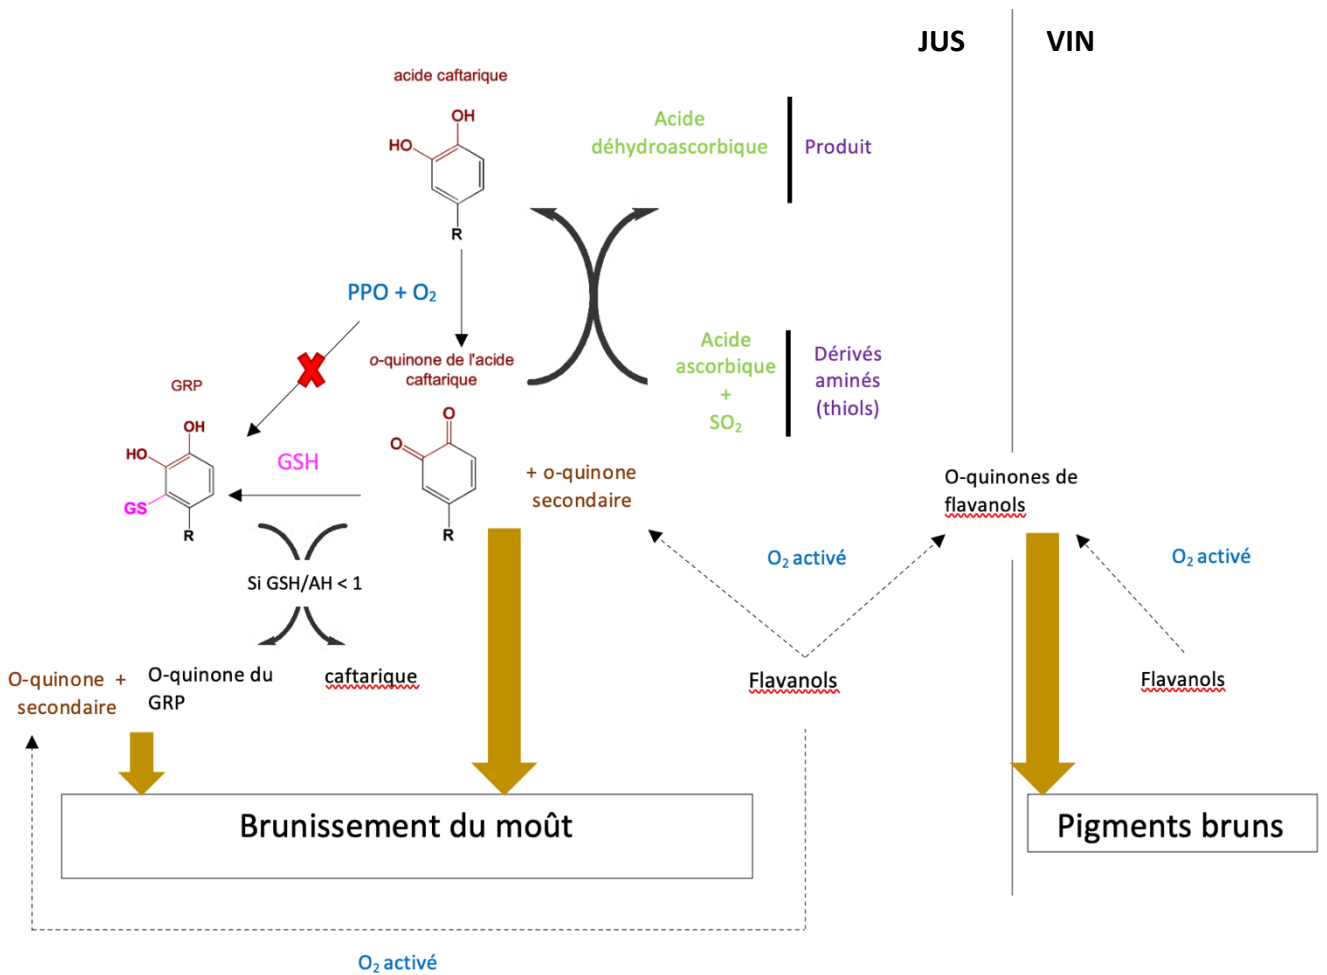 JUS
VIN
acide caftarique
OH
HO
R
Acide
déhydroascorbique
Produit
PPO + O₂
o-quinone de l'acide
caftarique
Acide
ascorbique
+
SO₂
Dérivés
aminés
(thiols)
GRP
OH
HO
GS
R
GSH
O
O
R
+ o-quinone
secondaire
O-quinones de
flavanols
O₂ activé
O₂ activé
Si GSH/AH < 1
O-quinone +
secondaire
O-quinone du
GRP
caftarique
Flavanols
Flavanols
Brunissement du moût
Pigments bruns
O₂ activé